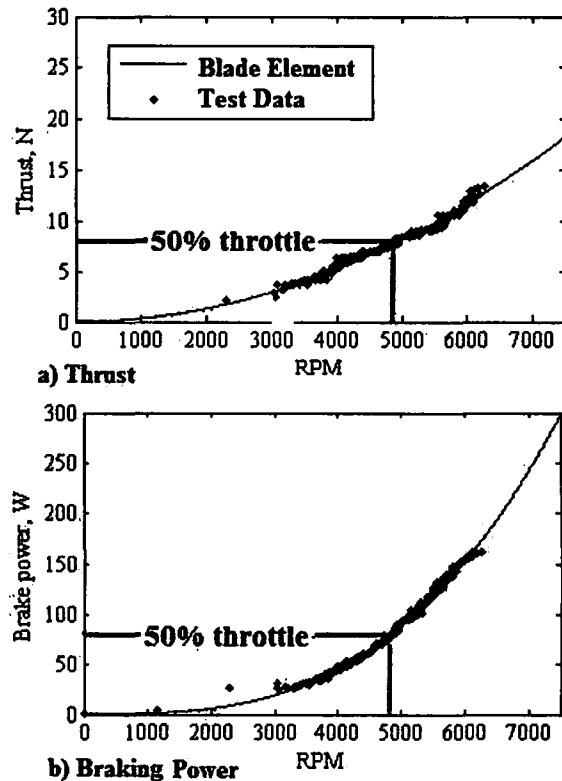 30
25
20
15
10
5
0
Thrust, N
Blade Element
Test Data
50% throttle
0 1000 2000 3000 4000 5000 6000 7000
RPM
a) Thrust
300
250
200
150
100
50
0
Brake power, W
50% throttle
0 1000 2000 3000 4000 5000 6000 7000
RPM
b) Braking Power